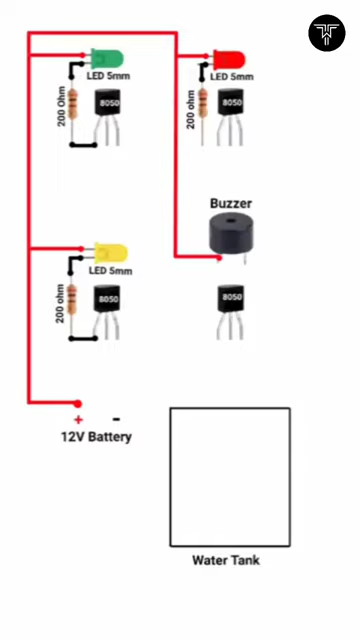 LED 5mm
LED 5mm
200 Ohm
8050
200 ohm
8050
Buzzer
LED 5mm
200 ohm
8050
8050
+ -
12V Battery
Water Tank